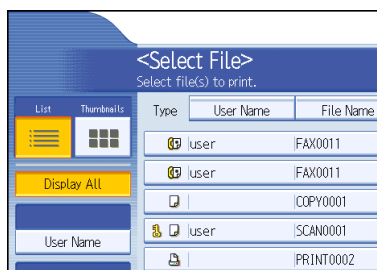 <Select File>
Select file(s) to print.
List Thumbnails Type User Name File Name
user FAX0011
Display All
user FAX0011
COPY0001
User Name
user SCAN0001
PRINT0002